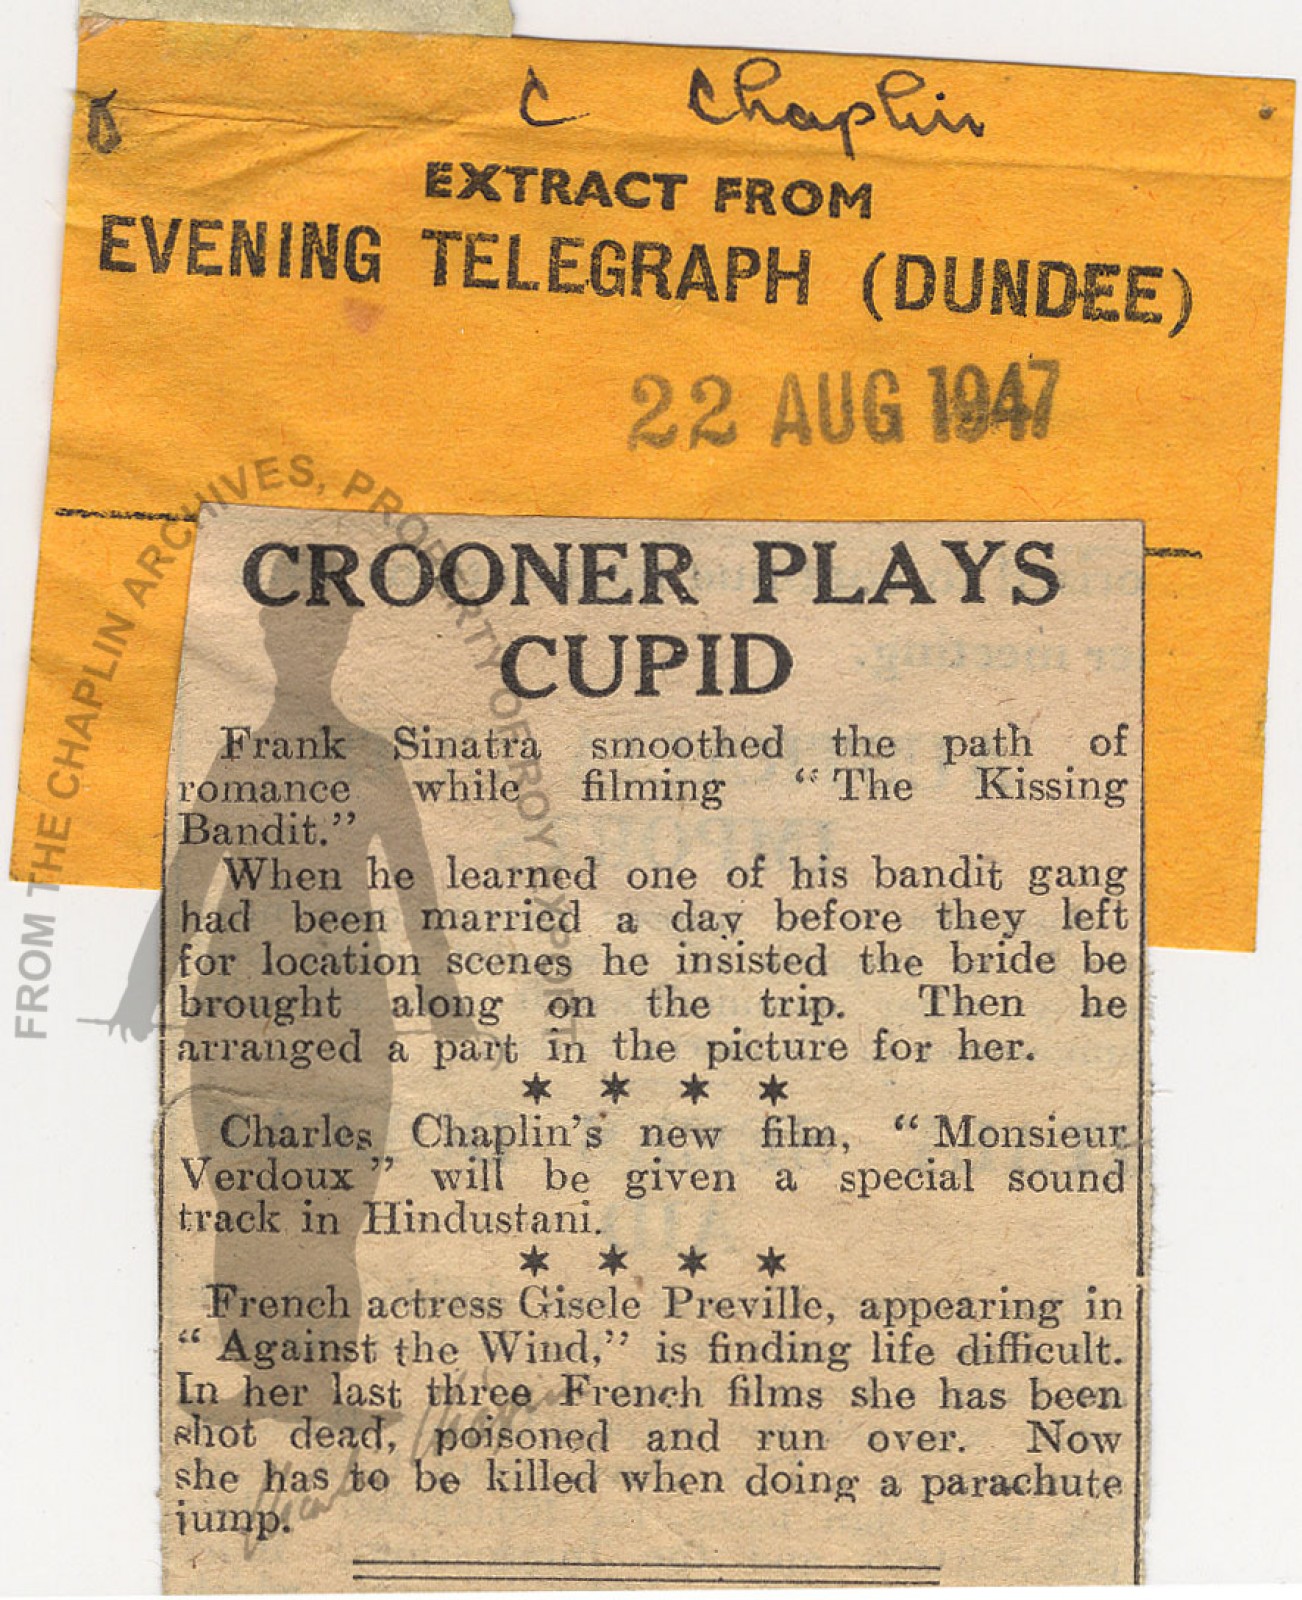 C Chaplin
EXTRACT FROM
EVENING TELEGRAPH (DUNDEE)
22 AUG 1947
FROM THE CHAPLIN ARCHIVES, PROPERTY OF ROY EXPORT
CROONER PLAYS
CUPID
Frank Sinatra smoothed the path of
romance while filming “The Kissing
Bandit.”
When he learned one of his bandit gang
had been married a day before they left
for location scenes he insisted the bride be
brought along on the trip. Then he
arranged a part in the picture for her.
* * * *
Charles Chaplin’s new film, “Monsieur
Verdoux” will be given a special sound
track in Hindustani.
* * * *
French actress Gisele Preville, appearing in
“Against the Wind,” is finding life difficult.
In her last three French films she has been
shot dead, poisoned and run over. Now
she has to be killed when doing a parachute
jump.
Charles Chaplin